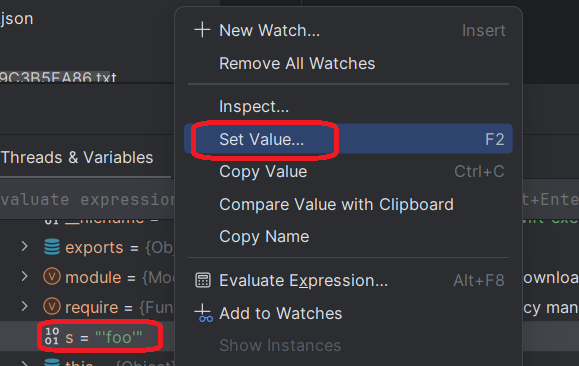 json
9C3B5FA86.txt
New Watch... Insert
Remove All Watches
Inspect...
Set Value... F2
Copy Value Ctrl+C
Compare Value with Clipboard
Copy Name
Evaluate Expression... Alt+F8
Add to Watches
Show Instances
Threads & Variables
valuate expression
t+Ente
exports = {Obj
module = {Mod
ownloa
require = {Fun
cy man
s = "'foo'"